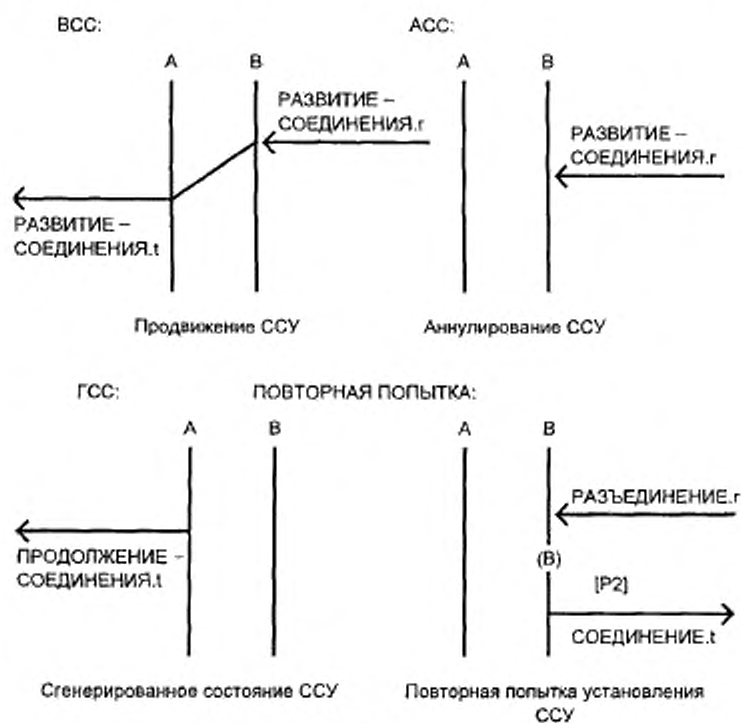 ВСС:
А В
РАЗВИТИЕ –
СОЕДИНЕНИЯ.r
РАЗВИТИЕ –
СОЕДИНЕНИЯ.t
Продвижение ССУ
АСС:
А В
РАЗВИТИЕ –
СОЕДИНЕНИЯ.r
Аннулирование ССУ
ГСС:
А В
ПРОДОЛЖЕНИЕ –
СОЕДИНЕНИЯ.t
Сгенерированное состояние ССУ
ПОВТОРНАЯ ПОПЫТКА:
А В
РАЗЪЕДИНЕНИЕ.r
(В)
[P2]
СОЕДИНЕНИЕ.t
Повторная попытка установления
ССУ